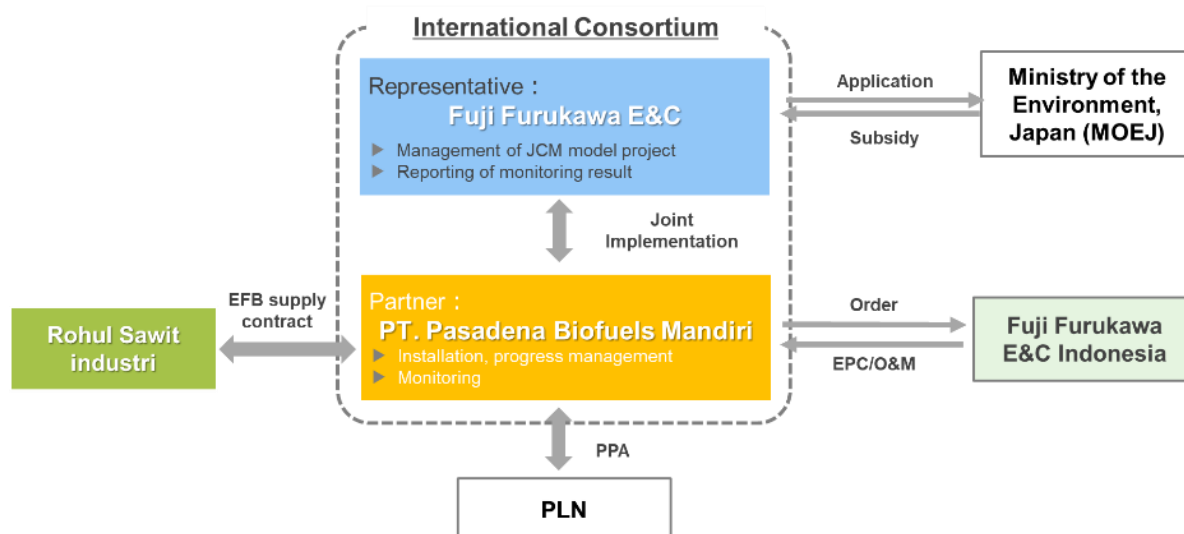 International Consortium
Representative：
Fuji Furukawa E&C
▶ Management of JCM model project
▶ Reporting of monitoring result
Application
Subsidy
Ministry of the
Environment,
Japan (MOEJ)
Joint
Implementation
EFB supply
contract
Rohul Sawit
industri
Partner：
PT. Pasadena Biofuels Mandiri
▶ Installation, progress management
▶ Monitoring
Order
EPC/O&M
Fuji Furukawa
E&C Indonesia
PPA
PLN